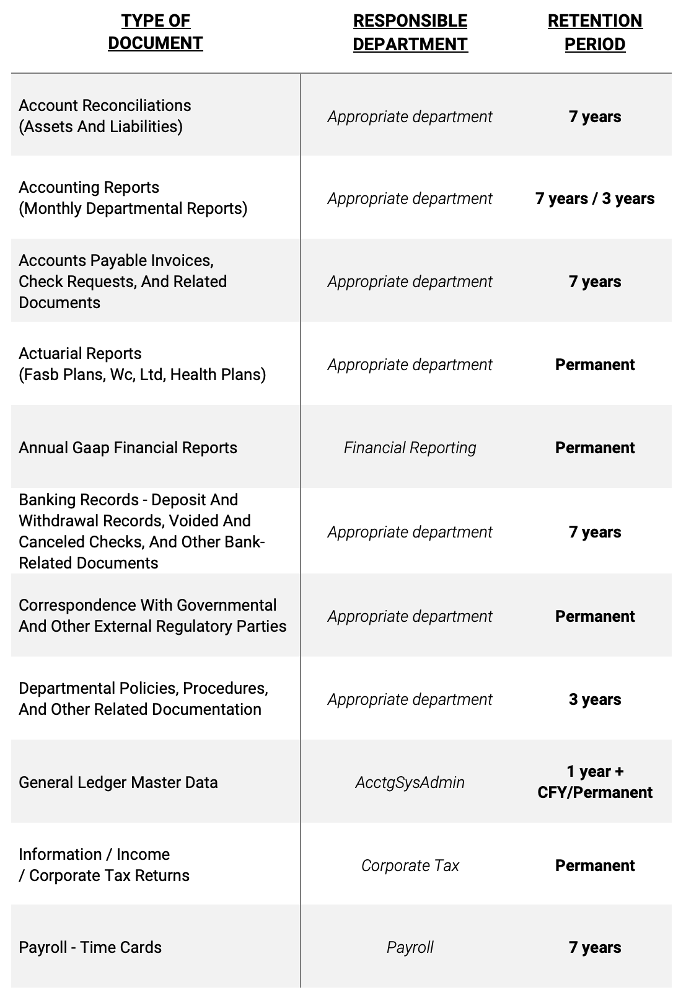 TYPE OF
DOCUMENT
RESPONSIBLE
DEPARTMENT
RETENTION
PERIOD
Account Reconciliations
(Assets And Liabilities)
Appropriate department
7 years
Accounting Reports
(Monthly Departmental Reports)
Appropriate department
7 years / 3 years
Accounts Payable Invoices,
Check Requests, And Related
Documents
Appropriate department
7 years
Actuarial Reports
(Fasb Plans, Wc, Ltd, Health Plans)
Appropriate department
Permanent
Annual Gaap Financial Reports
Financial Reporting
Permanent
Banking Records - Deposit And
Withdrawal Records, Voided And
Canceled Checks, And Other Bank-
Related Documents
Appropriate department
7 years
Correspondence With Governmental
And Other External Regulatory Parties
Appropriate department
Permanent
Departmental Policies, Procedures,
And Other Related Documentation
Appropriate department
3 years
General Ledger Master Data
AcctgSysAdmin
1 year +
CFY/Permanent
Information / Income
/ Corporate Tax Returns
Corporate Tax
Permanent
Payroll - Time Cards
Payroll
7 years